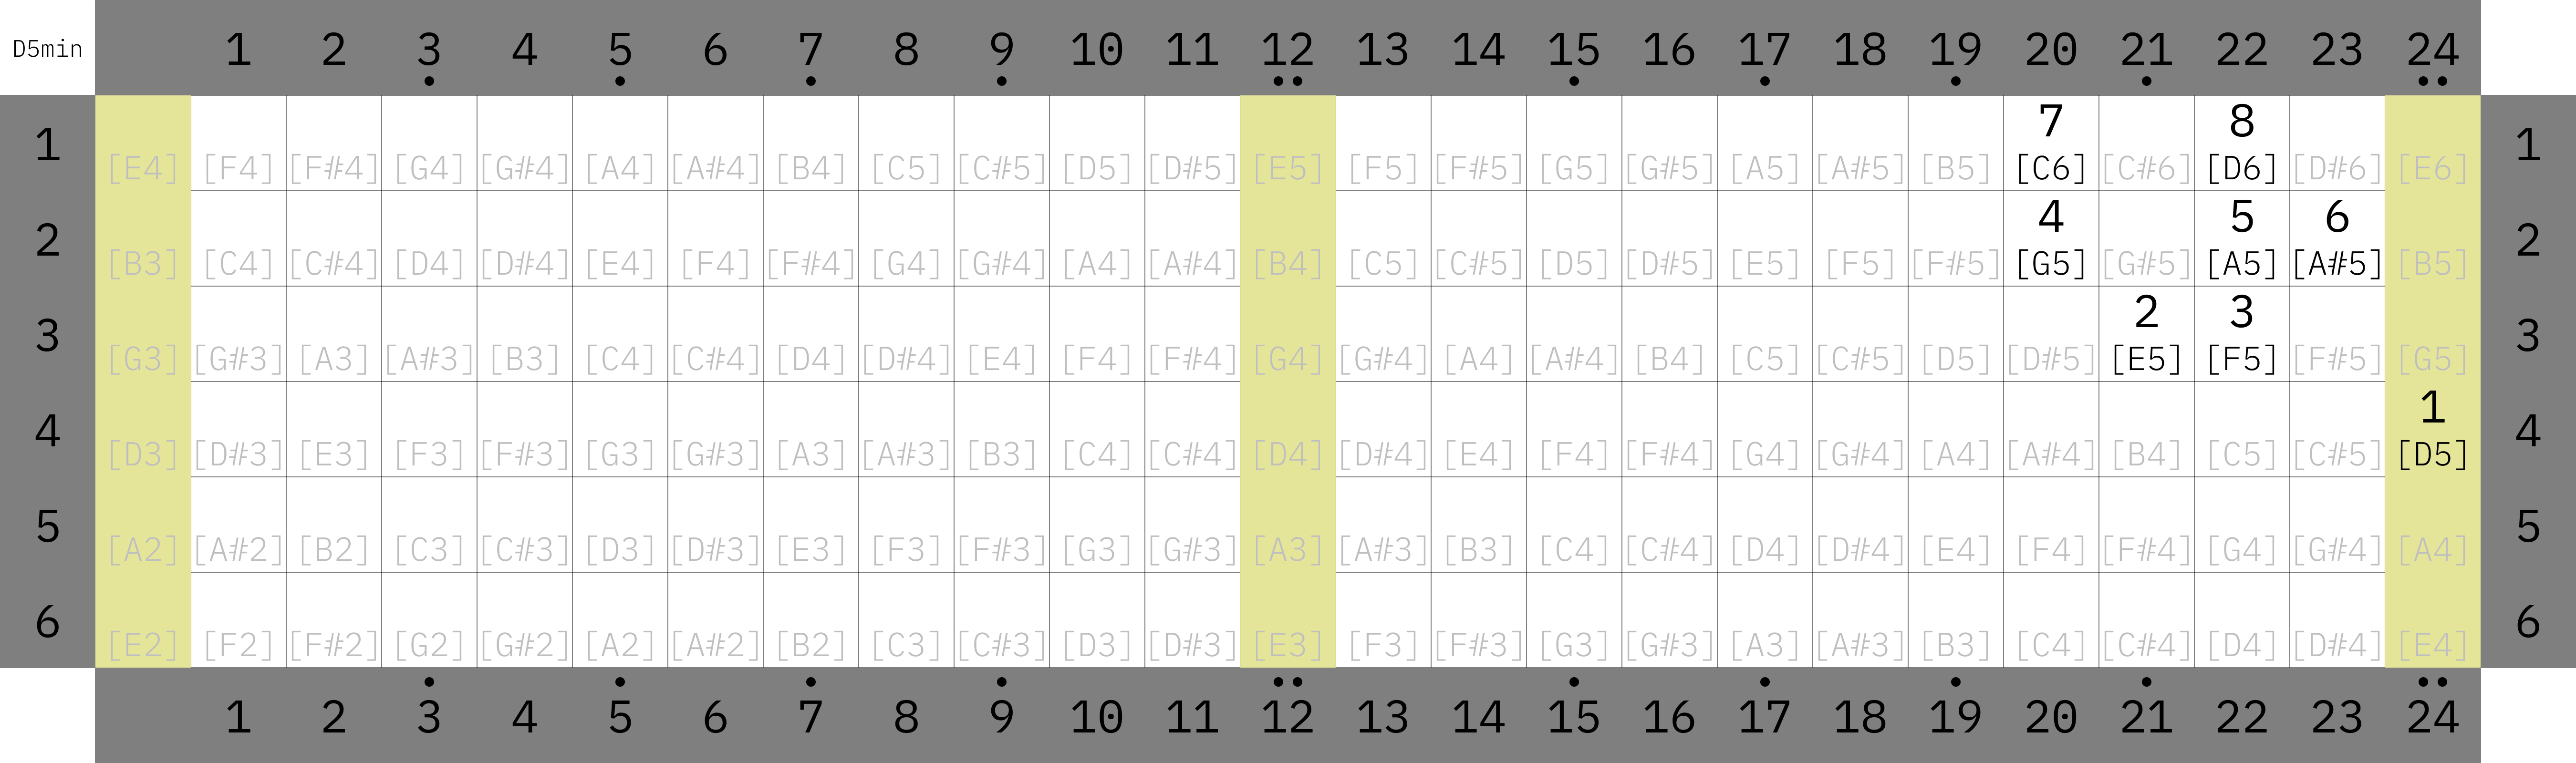 D5min 1 2 3 4 5 6 7 8 9 10 11 12 13 14 15 16 17 18 19 20 21 22 23 24
7 8
1 [E4] [F4] [F#4] [G4] [G#4] [A4] [A#4] [B4] [C5] [C#5] [D5] [D#5] [E5] [F5] [F#5] [G5] [G#5] [A5] [A#5] [B5] [C6] [C#6] [D6] [D#6] [E6] 1
4 5 6
2 [B3] [C4] [C#4] [D4] [D#4] [E4] [F4] [F#4] [G4] [G#4] [A4] [A#4] [B4] [C5] [C#5] [D5] [D#5] [E5] [F5] [F#5] [G5] [G#5] [A5] [A#5] [B5] 2
2 3
3 [G3] [G#3] [A3] [A#3] [B3] [C4] [C#4] [D4] [D#4] [E4] [F4] [F#4] [G4] [G#4] [A4] [A#4] [B4] [C5] [C#5] [D5] [D#5] [E5] [F5] [F#5] [G5] 3
1
4 [D3] [D#3] [E3] [F3] [F#3] [G3] [G#3] [A3] [A#3] [B3] [C4] [C#4] [D4] [D#4] [E4] [F4] [F#4] [G4] [G#4] [A4] [A#4] [B4] [C5] [C#5] [D5] 4
5 [A2] [A#2] [B2] [C3] [C#3] [D3] [D#3] [E3] [F3] [F#3] [G3] [G#3] [A3] [A#3] [B3] [C4] [C#4] [D4] [D#4] [E4] [F4] [F#4] [G4] [G#4] [A4] 5
6 [E2] [F2] [F#2] [G2] [G#2] [A2] [A#2] [B2] [C3] [C#3] [D3] [D#3] [E3] [F3] [F#3] [G3] [G#3] [A3] [A#3] [B3] [C4] [C#4] [D4] [D#4] [E4] 6
1 2 3 4 5 6 7 8 9 10 11 12 13 14 15 16 17 18 19 20 21 22 23 24